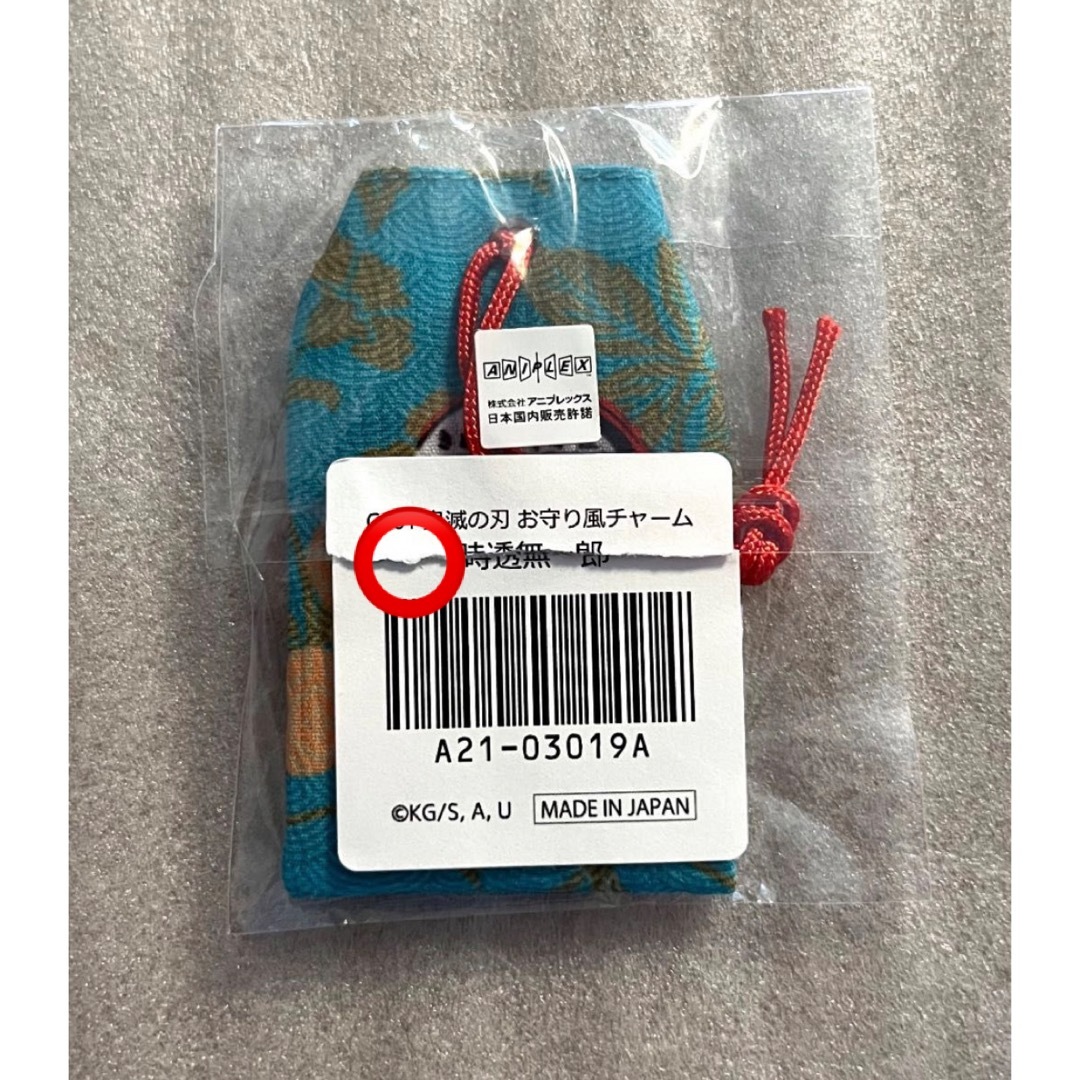 ANIPLEX
株式会社アニプレックス
日本国内販売許諾
滅の刃 お守り風チャーム
時透無 郎
A21-03019A
©KG/S, A, U MADE IN JAPAN